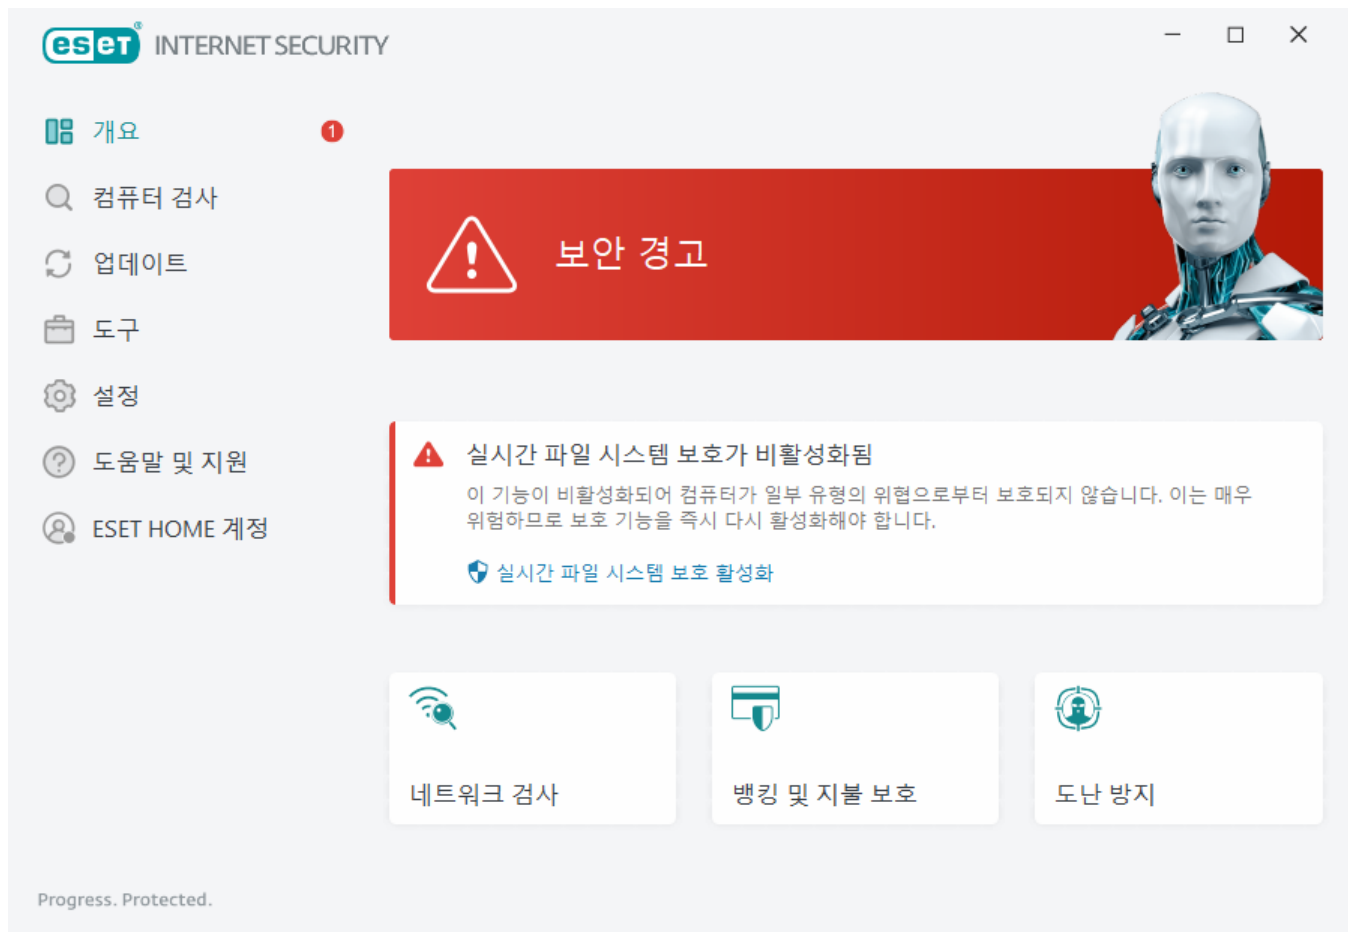 eset® INTERNET SECURITY
개요
1
컴퓨터 검사
업데이트
도구
설정
도움말 및 지원
ESET HOME 계정
보안 경고
실시간 파일 시스템 보호가 비활성화됨
이 기능이 비활성화되어 컴퓨터가 일부 유형의 위협으로부터 보호되지 않습니다. 이는 매우
위험하므로 보호 기능을 즉시 다시 활성화해야 합니다.
실시간 파일 시스템 보호 활성화
네트워크 검사
뱅킹 및 지불 보호
도난 방지
Progress. Protected.